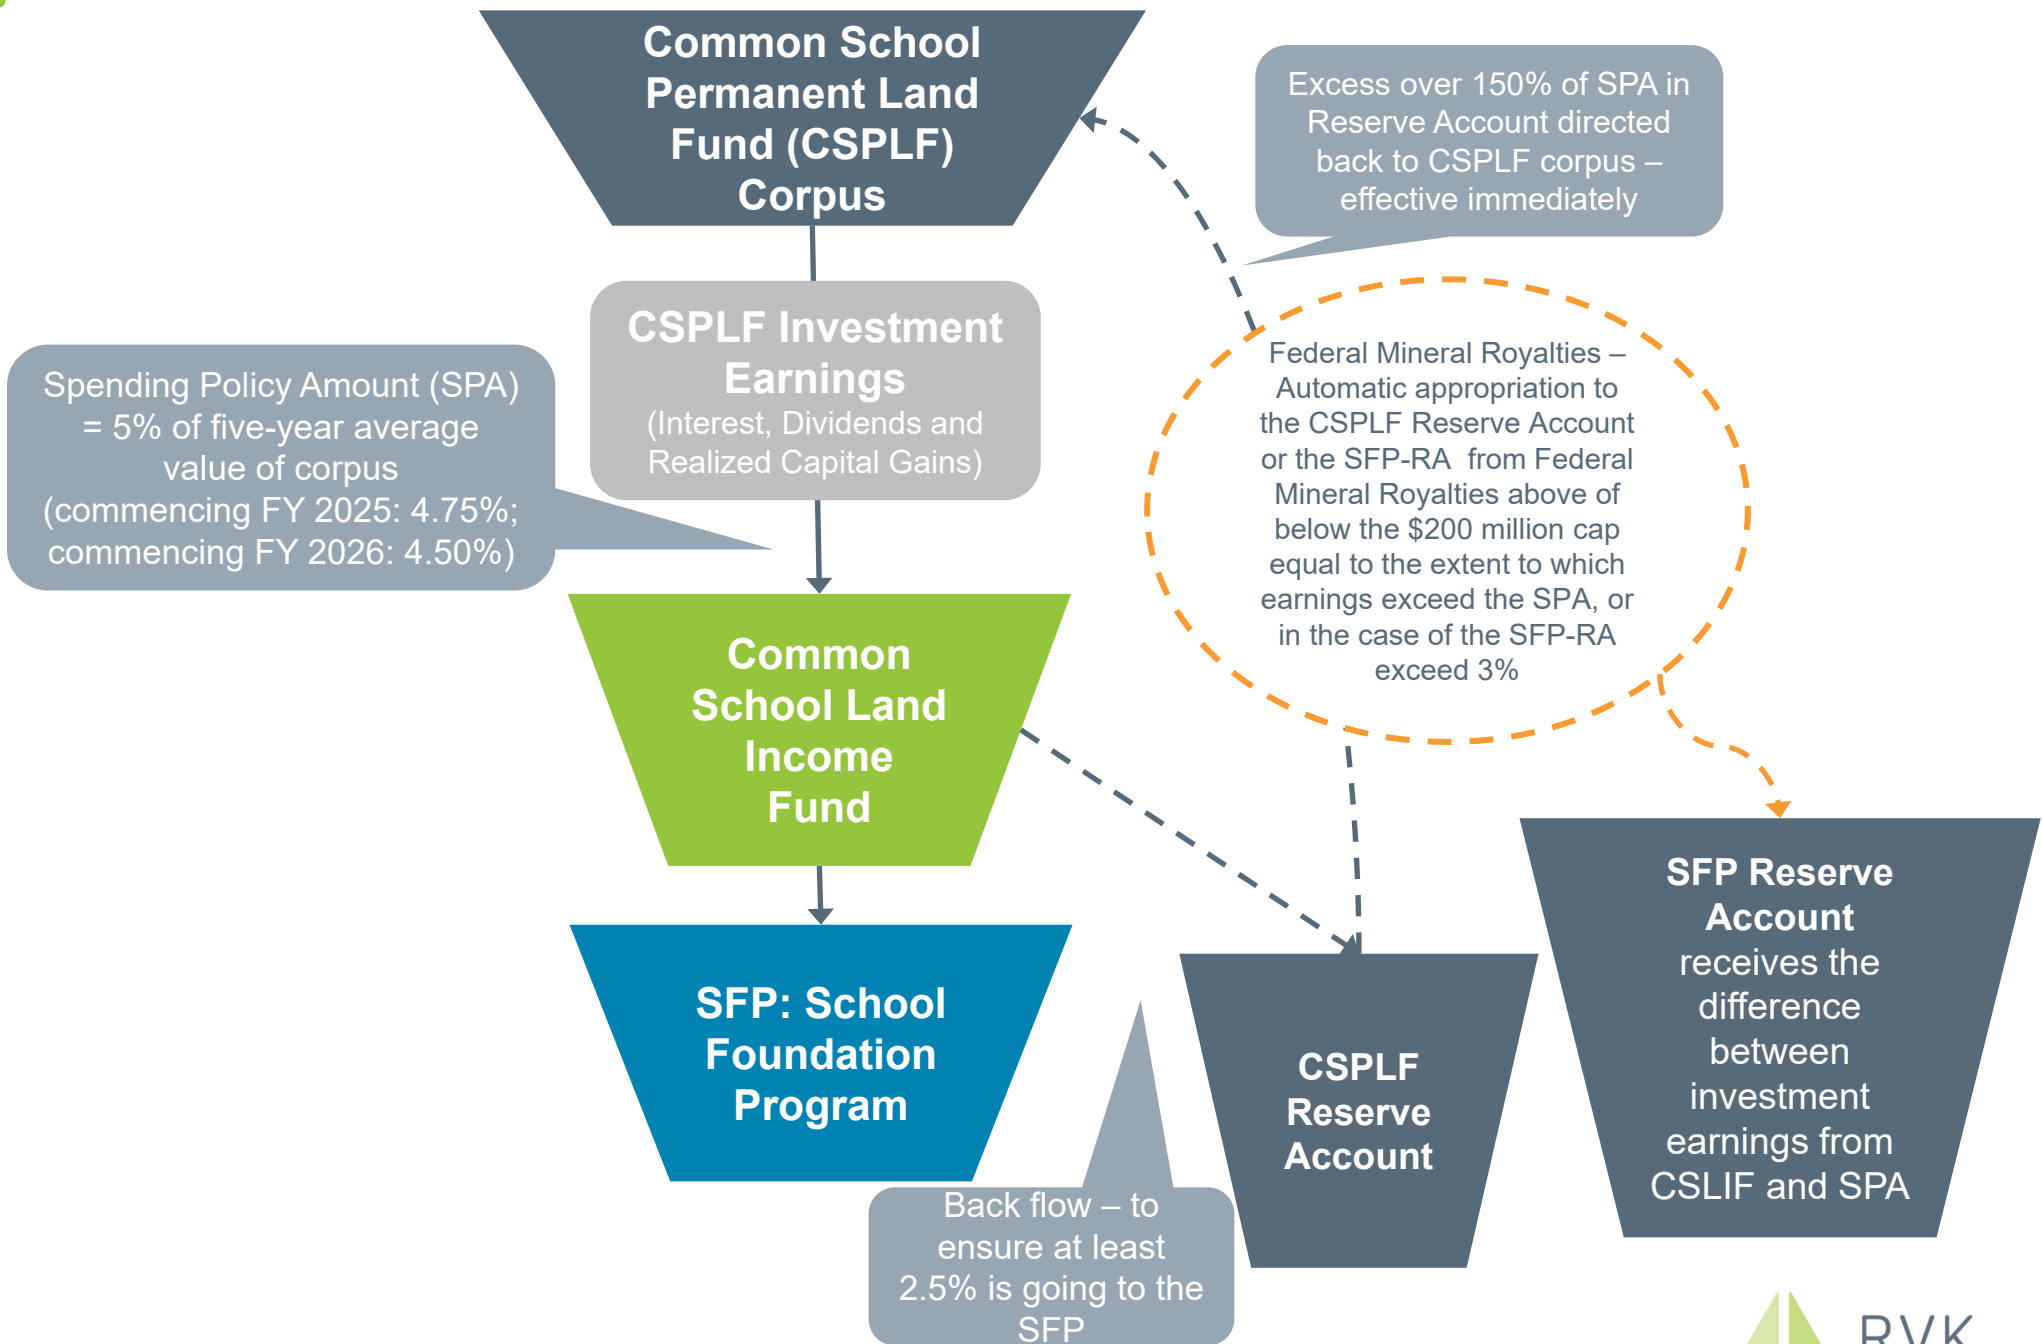 Common School
Permanent Land
Fund (CSPLF)
Corpus
Excess over 150% of SPA in
Reserve Account directed
back to CSPLF corpus –
effective immediately
CSPLF Investment
Earnings
(Interest, Dividends and
Realized Capital Gains)
Spending Policy Amount (SPA)
= 5% of five-year average
value of corpus
(commencing FY 2025: 4.75%;
commencing FY 2026: 4.50%)
Federal Mineral Royalties –
Automatic appropriation to
the CSPLF Reserve Account
or the SFP-RA from Federal
Mineral Royalties above of
below the $200 million cap
equal to the extent to which
earnings exceed the SPA, or
in the case of the SFP-RA
exceed 3%
Common
School Land
Income
Fund
SFP: School
Foundation
Program
CSPLF
Reserve
Account
SFP Reserve
Account
receives the
difference
between
investment
earnings from
CSLIF and SPA
Back flow – to
ensure at least
2.5% is going to the
SFP
RVK